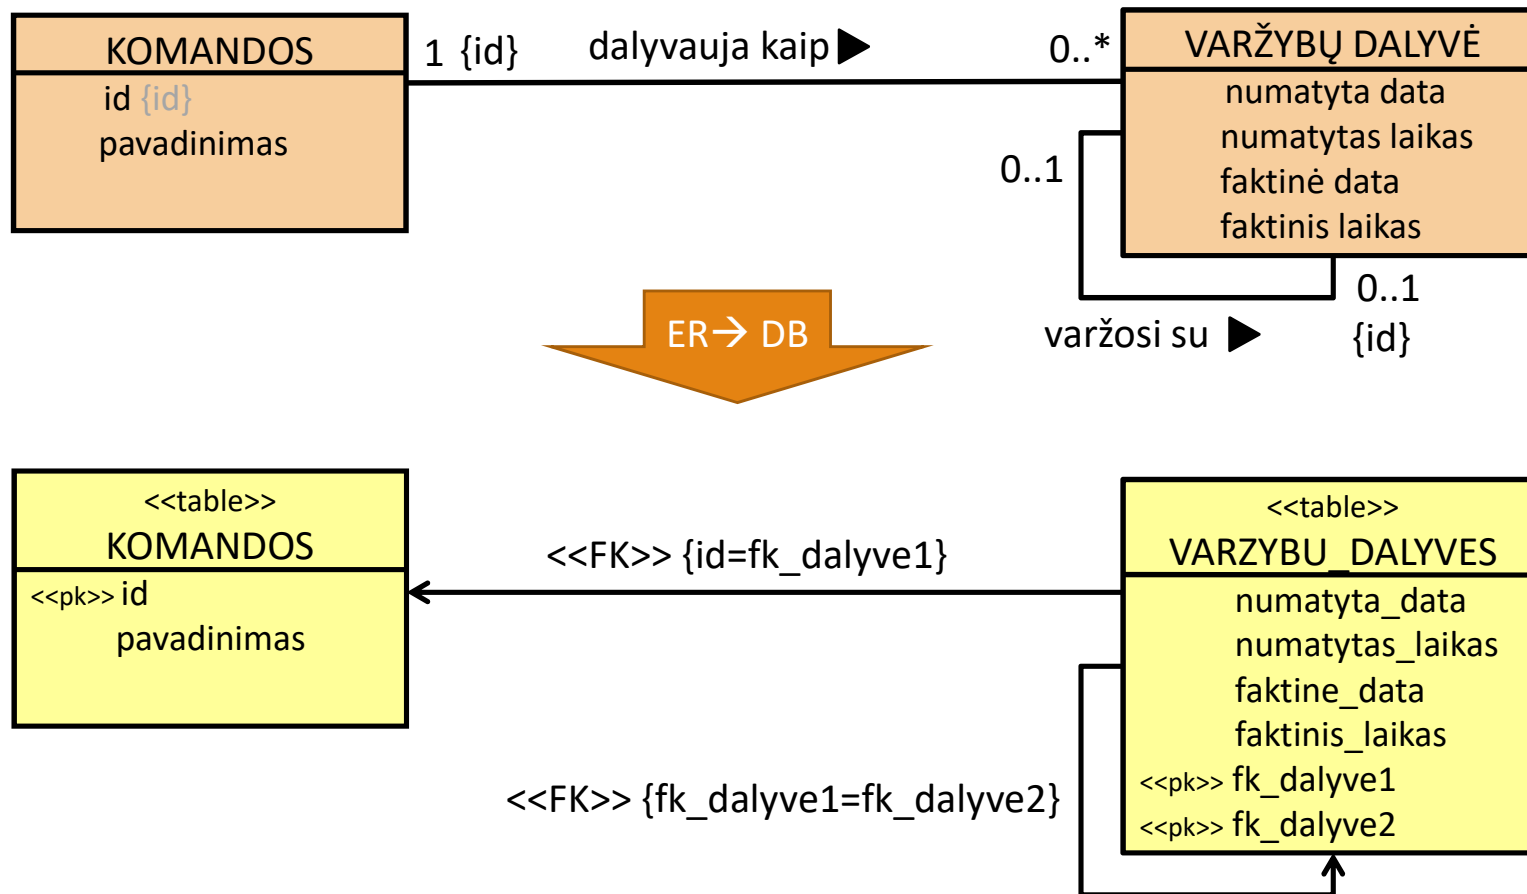 KOMANDOS
id {id}
pavadinimas
1 {id}
dalyvauja kaip
0..*
VARŽYBŲ DALYVĖ
numatyta data
numatytas laikas
faktinė data
faktinis laikas
0..1
0..1
varžosi su
{id}
ER→ DB
<<table>>
KOMANDOS
<<pk>> id
pavadinimas
<<FK>> {id=fk_dalyve1}
<<table>>
VARZYBU_DALYVES
numatyta_data
numatytas_laikas
faktine_data
faktinis_laikas
<<pk>> fk_dalyve1
<<pk>> fk_dalyve2
<<FK>> {fk_dalyve1=fk_dalyve2}